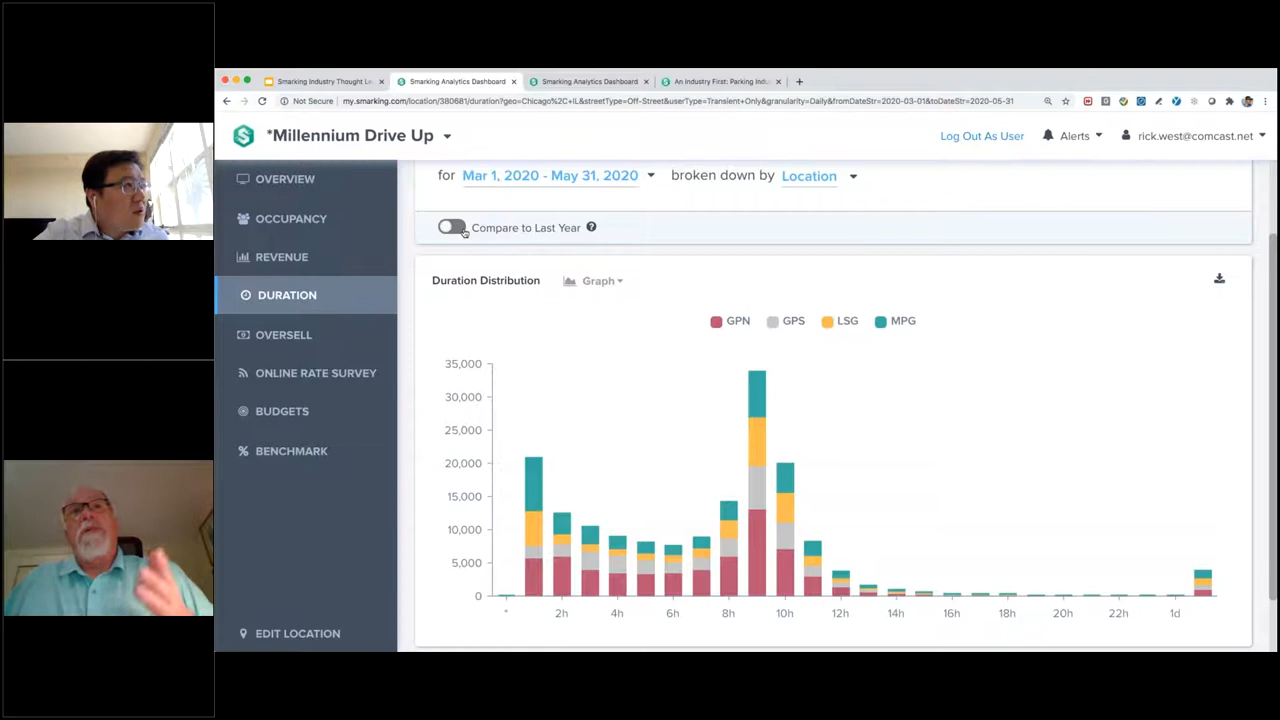 Smarking Industry Thought Le
Smarking Analytics Dashboard
Smarking Analytics Dashboard
An Industry First: Parking Indu
Not Secure
my.smarking.com/location/380681/duration?geo=Chicago%2C+IL&streetType=Off-Street&userType=Transient+Only&granularity=Daily&fromDateStr=2020-03-01&toDateStr=2020-05-31
*Millennium Drive Up
Log Out As User
Alerts
rick.west@comcast.net
OVERVIEW
OCCUPANCY
REVENUE
DURATION
OVERSELL
ONLINE RATE SURVEY
BUDGETS
BENCHMARK
EDIT LOCATION
for Mar 1, 2020 - May 31, 2020 broken down by Location
Compare to Last Year ?
Duration Distribution
Graph
GPN GPS LSG MPG
35,000
30,000
25,000
20,000
15,000
10,000
5,000
0
* 2h 4h 6h 8h 10h 12h 14h 16h 18h 20h 22h 1d